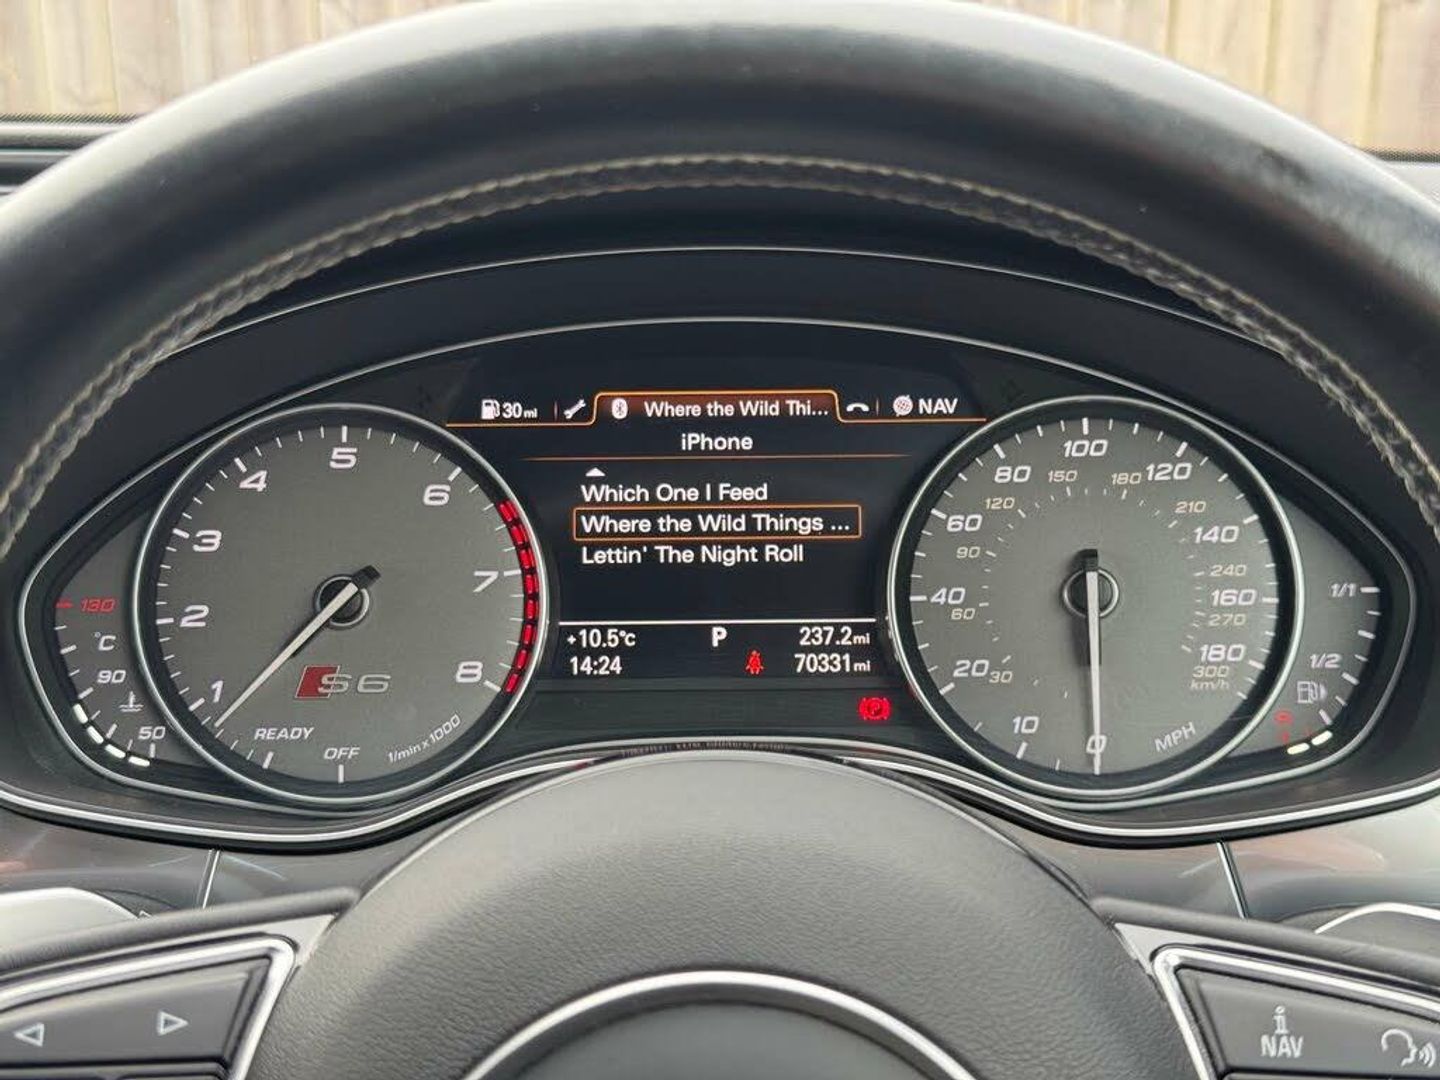 30 mi
Where the Wild Thi...
NAV
iPhone
Which One I Feed
Where the Wild Things ...
Lettin' The Night Roll
+10.5°c
P
237.2 mi
14:24
70331 mi
1
2
3
4
5
6
7
8
READY
OFF
1/min x 1000
S6
130
°C
90
50
0
10
20
40
60
80
100
120
140
160
180
MPH
30
60
90
120
150
180
210
240
270
300
km/h
1/1
1/2
P
NAV